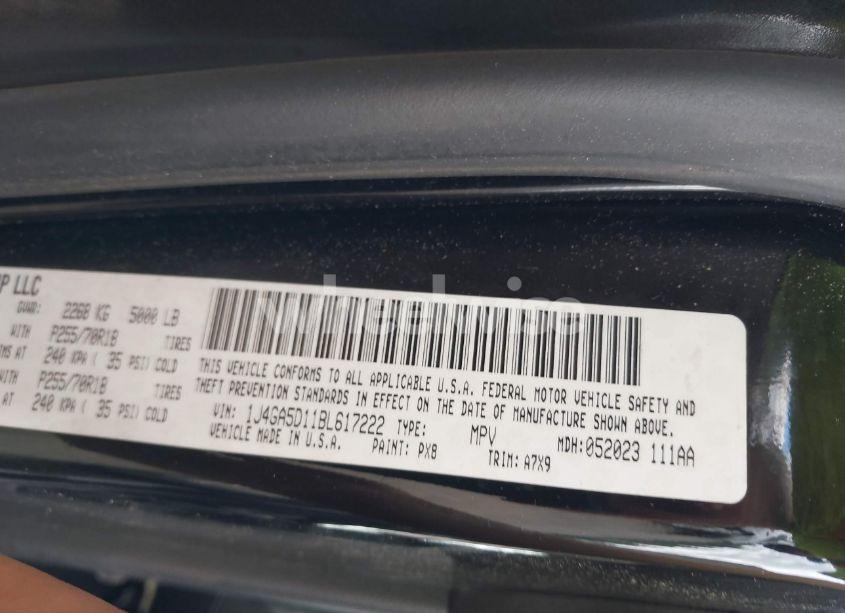 P LLC
GVWR: 2268 KG 5000 LB
WITH P255/70R18 TIRES
MS AT 240 KPA ( 35 PSI) COLD
WITH P255/70R18 TIRES
AT 240 KPA ( 35 PSI) COLD
wheelwise
THIS VEHICLE CONFORMS TO ALL APPLICABLE U.S.A. FEDERAL MOTOR VEHICLE SAFETY AND
THEFT PREVENTION STANDARDS IN EFFECT ON THE DATE OF MANUFACTURE SHOWN ABOVE.
VIN: 1J4GA5D11BL617222 TYPE: MPV MDH:052023 111AA
VEHICLE MADE IN U.S.A. PAINT: PX8 TRIM: A7X9